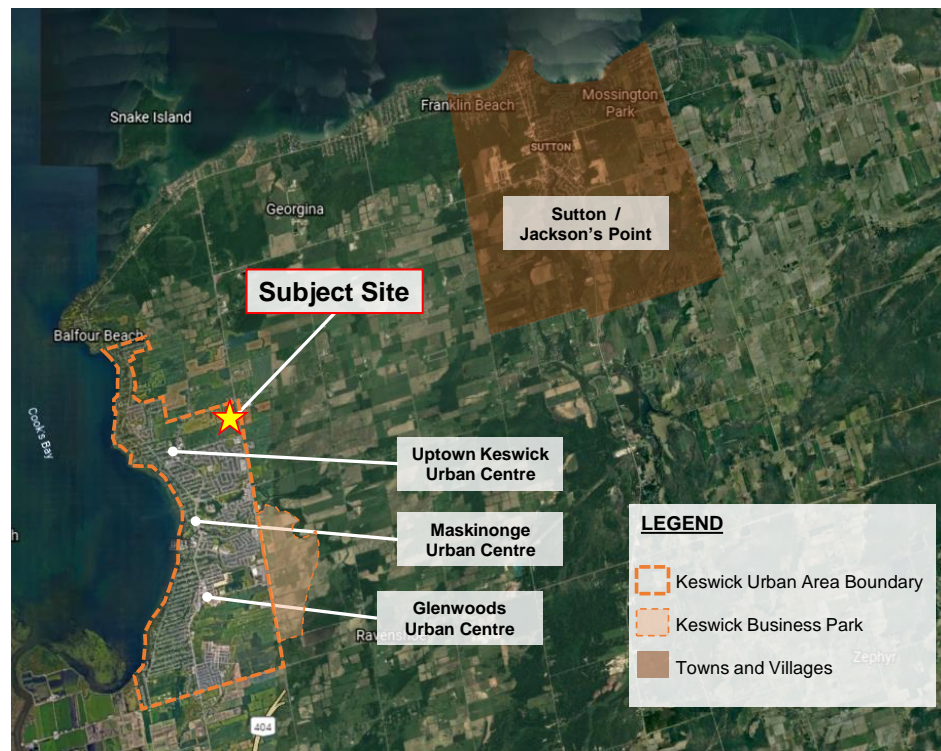 Snake Island
Franklin Beach
Mossington
Park
SUTTON
Georgina
Sutton /
Jackson's Point
Subject Site
Balfour Beach
Cook's Bay
Uptown Keswick
Urban Centre
Maskinonge
Urban Centre
Glenwoods
Urban Centre
h
404
LEGEND
Keswick Urban Area Boundary
Keswick Business Park
Towns and Villages
Zephyr